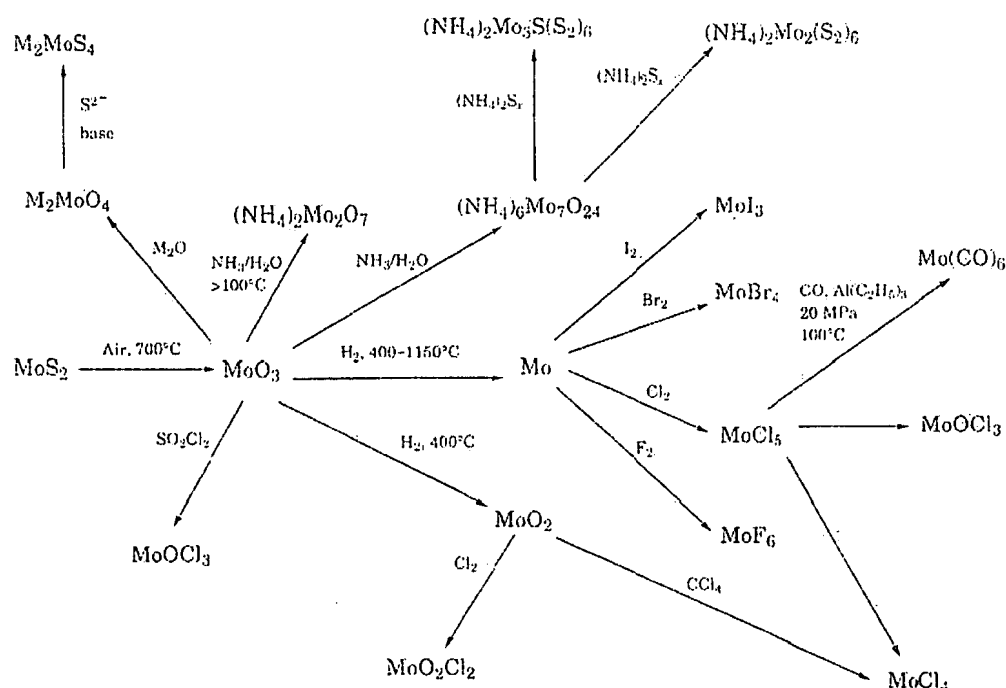 (NH₄)₂Mo₃S(S₂)₆
(NH₄)₂Mo₂(S₂)₆
M₂MoS₄
(NH₄)₂Sₓ
(NH₄)₂Sₓ
S²⁻
base
M₂MoO₄
(NH₄)₂Mo₂O₇
(NH₄)₆Mo₇O₂₄
MoI₃
M₂O
NH₃/H₂O
>100°C
NH₃/H₂O
I₂
Mo(CO)₆
Br₂
MoBr₄
CO, Al(C₂H₅)₃
20 MPa
100°C
MoS₂
Air, 700°C
MoO₃
H₂, 400-1150°C
Mo
Cl₂
MoCl₅
MoOCl₃
SO₂Cl₂
H₂, 400°C
F₂
MoO₂
MoF₆
MoOCl₃
Cl₂
CCl₄
MoO₂Cl₂
MoCl₄